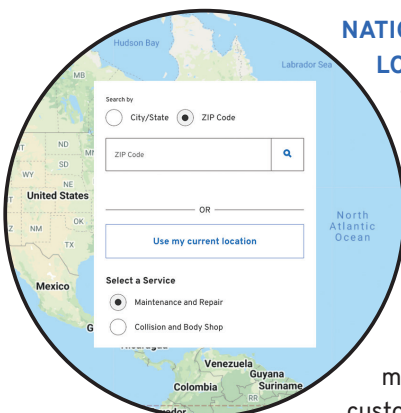 NATIO
LO
Hudson Bay
Labrador Sea
MB
Search by
City/State
ZIP Code
ND
SD
WY
NE
United States
OK
NM
TX
ZIP Code
OR
North
Atlantic
Ocean
Use my current location
Mexico
Select a Service
Maintenance and Repair
Collision and Body Shop
Venezuela
Guyana
Colombia
Suriname
RR
m
custo